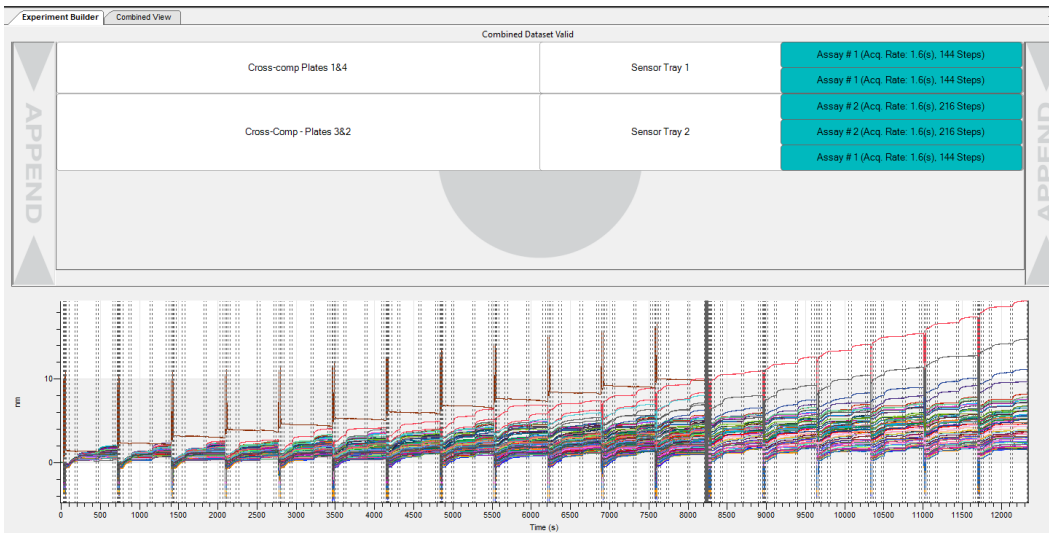 Experiment Builder
Combined View
Combined Dataset Valid
APPEND
Cross-comp Plates 1&4
Sensor Tray 1
Assay # 1 (Acq. Rate: 1.6(s), 144 Steps)
Assay # 1 (Acq. Rate: 1.6(s), 144 Steps)
Cross-Comp - Plates 3&2
Sensor Tray 2
Assay # 2 (Acq. Rate: 1.6(s), 216 Steps)
Assay # 2 (Acq. Rate: 1.6(s), 216 Steps)
Assay # 1 (Acq. Rate: 1.6(s), 144 Steps)
APPEND
nm
10
0
0 500 1000 1500 2000 2500 3000 3500 4000 4500 5000 5500 6000 6500 7000 7500 8000 8500 9000 9500 10000 10500 11000 11500 12000
Time (s)